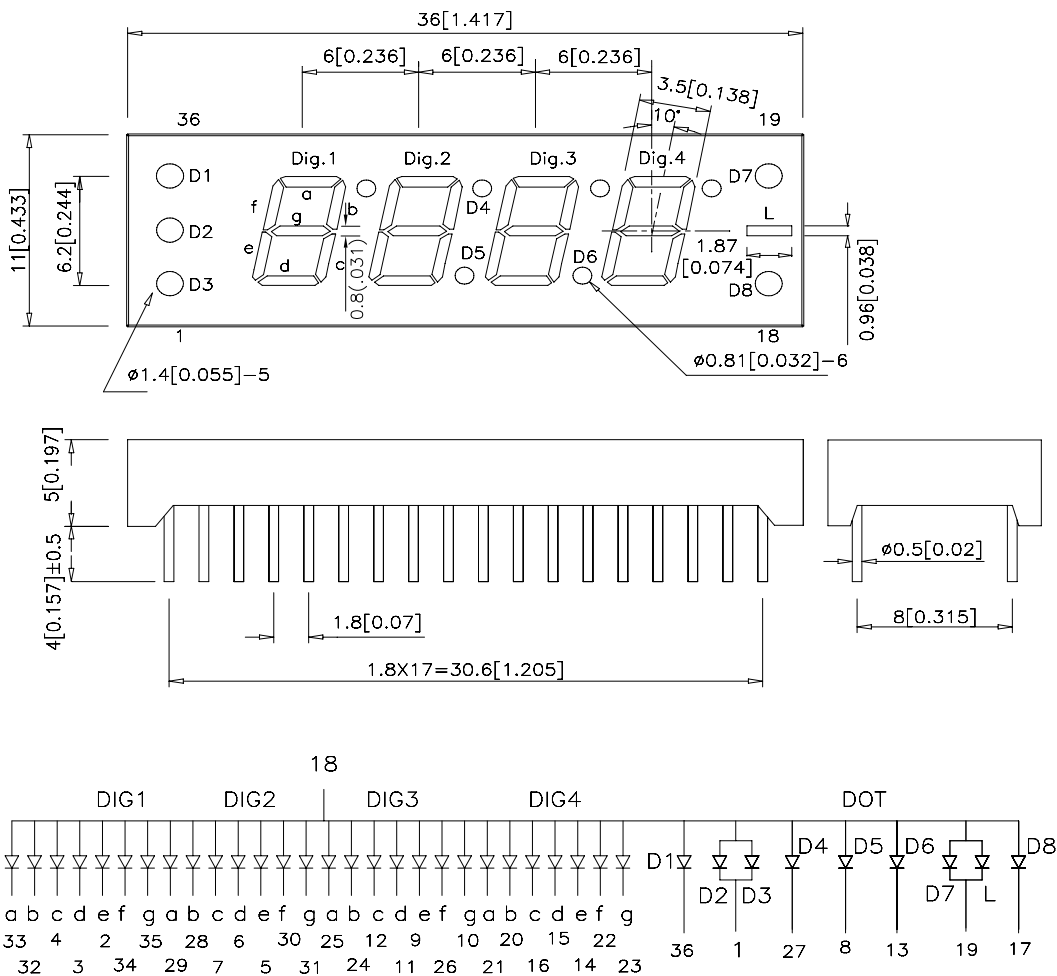 36[1.417]
6[0.236] 6[0.236] 6[0.236]
3.5[0.138]
10°
36 19
Dig.1 Dig.2 Dig.3 Dig.4
D1 D7
a
f b D4
g L
D2
e D5 D6 1.87
d c [0.074]
D3 D8
11[0.433]
6.2[0.244]
0.8(.031)
0.96[0.038]
1 18
ø1.4[0.055]-5
ø0.81[0.032]-6
5[0.197]
4[0.157]±0.5
ø0.5[0.02]
1.8[0.07]
8[0.315]
1.8X17=30.6[1.205]
18
DIG1 DIG2 DIG3 DIG4 DOT
D1 D4 D5 D6 D8
D2 D3 D7 L
a b c d e f g a b c d e f g a b c d e f g a b c d e f g
33 4 2 35 28 6 30 25 12 9 10 20 15 22 36 1 27 8 13 19 17
32 3 34 29 7 5 31 24 11 26 21 16 14 23